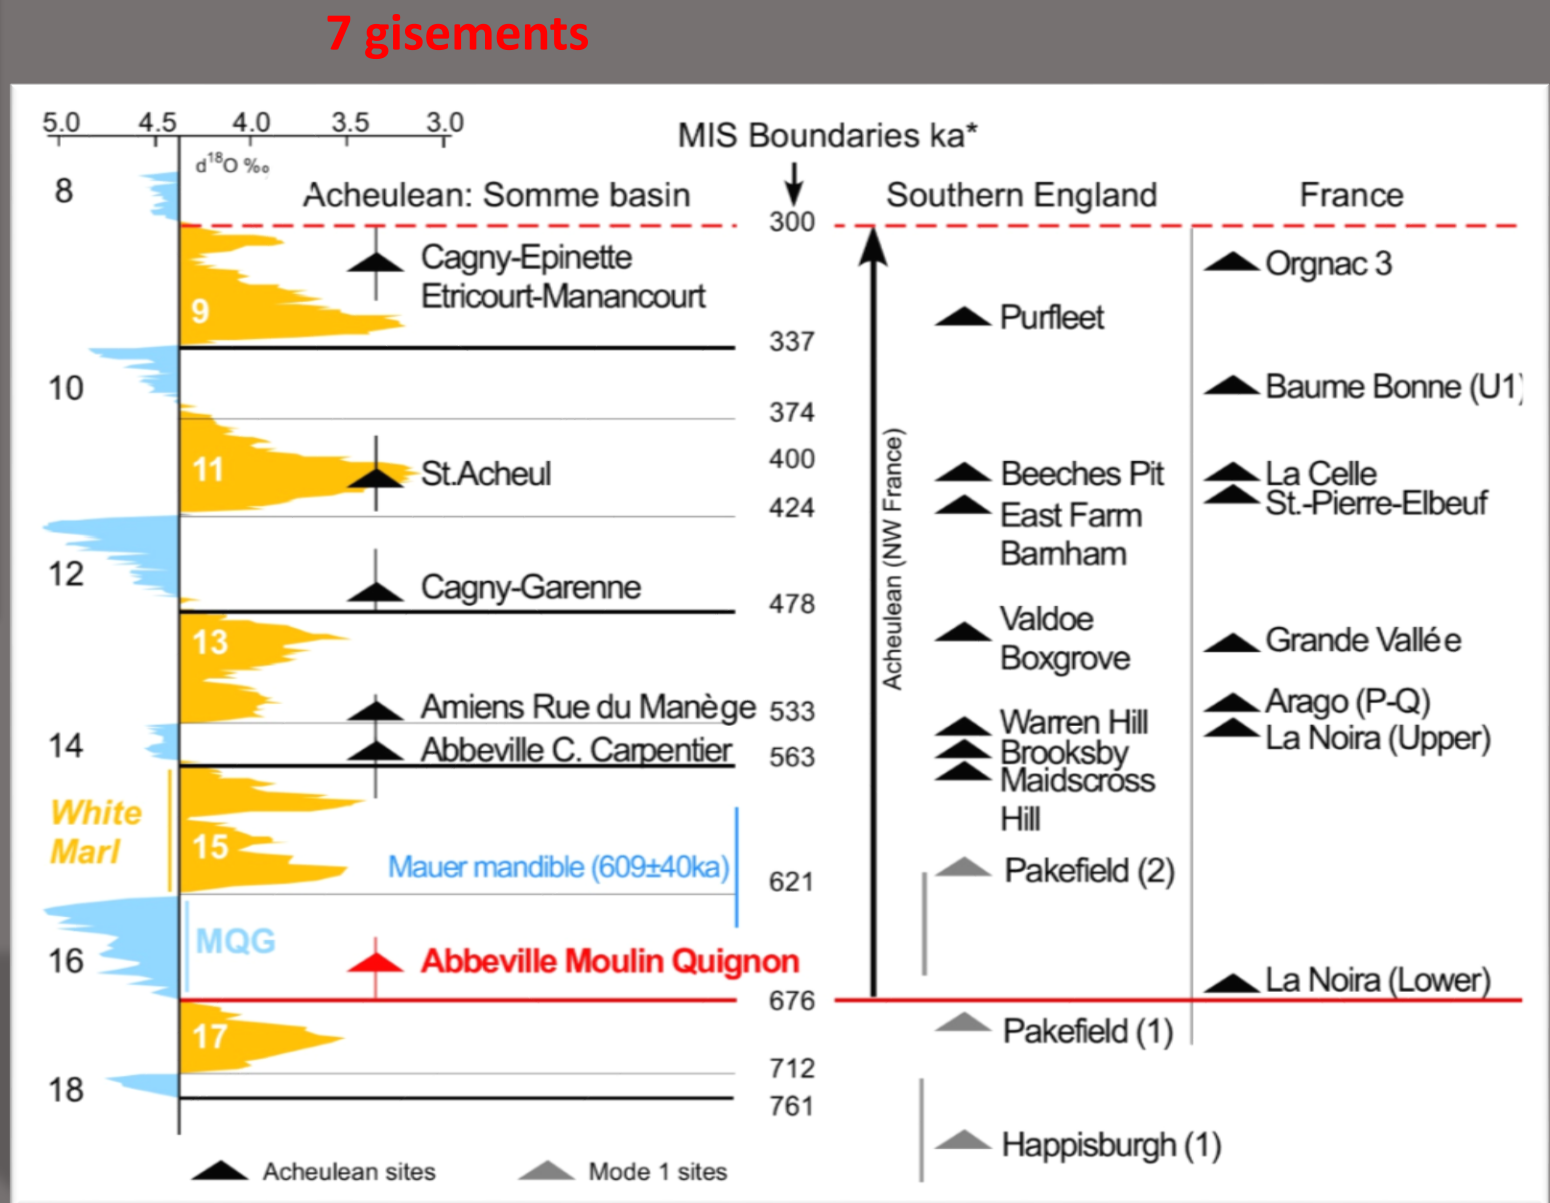 7 gisements
5.0 4.5 4.0 3.5 3.0
d¹⁸O ‰
MIS Boundaries ka*
Acheulean: Somme basin
Southern England
France
8
300
Cagny-Epinette
Etricourt-Manancourt
Orgnac 3
9
Purfleet
337
10
Baume Bonne (U1)
374
400
11
St.Acheul
Beeches Pit
La Celle
St.-Pierre-Elbeuf
424
East Farm
Barnham
Acheulean (NW France)
12
Cagny-Garenne
478
13
Valdoe
Boxgrove
Grande Vallée
Amiens Rue du Manège
533
Arago (P-Q)
Warren Hill
La Noira (Upper)
14
Abbeville C. Carpentier
563
Brooksby
Maidscross
Hill
White
Marl
15
Mauer mandible (609±40ka)
621
Pakefield (2)
MQG
16
Abbeville Moulin Quignon
La Noira (Lower)
676
17
Pakefield (1)
712
18
761
Happisburgh (1)
Acheulean sites
Mode 1 sites